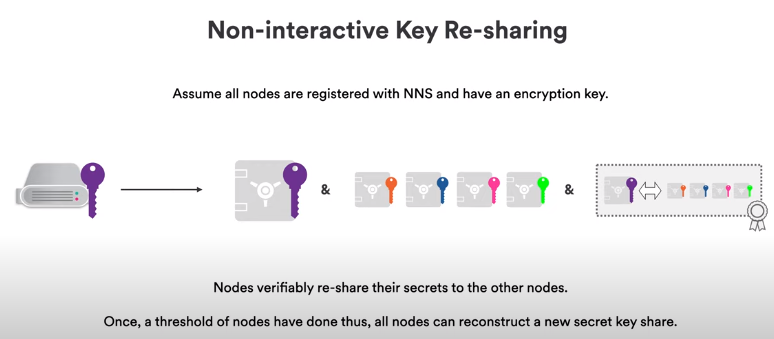 Non-interactive Key Re-sharing
Assume all nodes are registered with NNS and have an encryption key.
& & 
Nodes verifiably re-share their secrets to the other nodes.
Once, a threshold of nodes have done thus, all nodes can reconstruct a new secret key share.